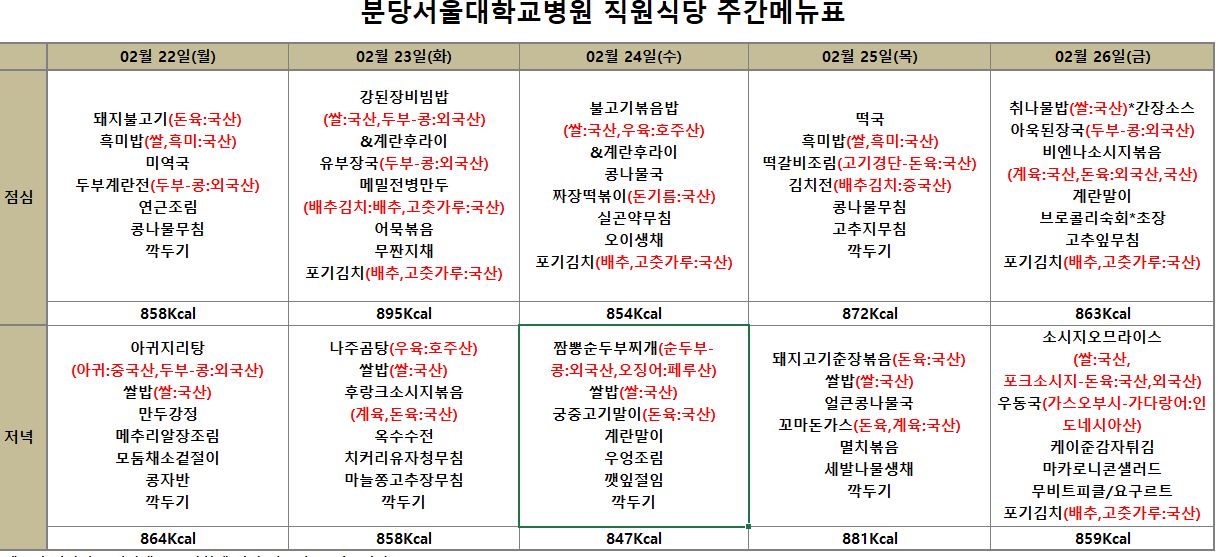 분당서울대학교병원 직원식당 주간메뉴표
02월 22일(월)
02월 23일(화)
02월 24일(수)
02월 25일(목)
02월 26일(금)
점심
돼지불고기(돈육:국산)
흑미밥(쌀,흑미:국산)
미역국
두부계란전(두부-콩:외국산)
연근조림
콩나물무침
깍두기
강된장비빔밥
(쌀:국산,두부-콩:외국산)
&계란후라이
유부장국(두부-콩:외국산)
메밀전병만두
(배추김치:배추,고춧가루:국산)
어묵볶음
무짠지채
포기김치(배추,고춧가루:국산)
불고기볶음밥
(쌀:국산,우육:호주산)
&계란후라이
콩나물국
짜장떡볶이(돈기름:국산)
실곤약무침
오이생채
포기김치(배추,고춧가루:국산)
떡국
흑미밥(쌀,흑미:국산)
떡갈비조림(고기경단-돈육:국산)
김치전(배추김치:중국산)
콩나물무침
고추지무침
깍두기
취나물밥(쌀:국산)*간장소스
아욱된장국(두부-콩:외국산)
비엔나소시지볶음
(계육:국산,돈육:외국산,국산)
계란말이
브로콜리숙회*초장
고추잎무침
포기김치(배추,고춧가루:국산)
858Kcal
895Kcal
854Kcal
872Kcal
863Kcal
저녁
아귀지리탕
(아귀:중국산,두부-콩:외국산)
쌀밥(쌀:국산)
만두강정
메추리알장조림
모둠채소겉절이
콩자반
깍두기
나주곰탕(우육:호주산)
쌀밥(쌀:국산)
후랑크소시지볶음
(계육,돈육:국산)
옥수수전
치커리유자청무침
마늘쫑고추장무침
깍두기
짬뽕순두부찌개(순두부-
콩:외국산,오징어:페루산)
쌀밥(쌀:국산)
궁중고기말이(돈육:국산)
계란말이
우엉조림
깻잎절임
깍두기
돼지고기춘장볶음(돈육:국산)
쌀밥(쌀:국산)
얼큰콩나물국
꼬마돈가스(돈육,계육:국산)
멸치볶음
세발나물생채
깍두기
소시지오므라이스
(쌀:국산,
포크소시지-돈육:국산,외국산)
우동국(가스오부시-가다랑어:인
도네시아산)
케이준감자튀김
마카로니콘샐러드
무비트피클/요구르트
포기김치(배추,고춧가루:국산)
864Kcal
858Kcal
847Kcal
881Kcal
859Kcal